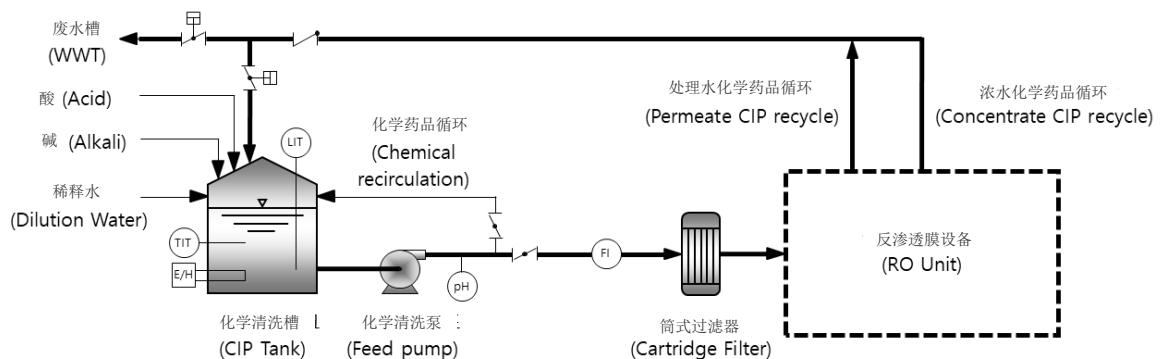 废水槽
(WWT)
酸 (Acid)
碱 (Alkali)
稀释水
(Dilution Water)
LIT
TIT
E/H
化学药品循环
(Chemical
recirculation)
处理水化学药品循环
(Permeate CIP recycle)
浓水化学药品循环
(Concentrate CIP recycle)
pH
FI
反渗透膜设备
(RO Unit)
化学清洗槽
(CIP Tank)
化学清洗泵
(Feed pump)
筒式过滤器
(Cartridge Filter)